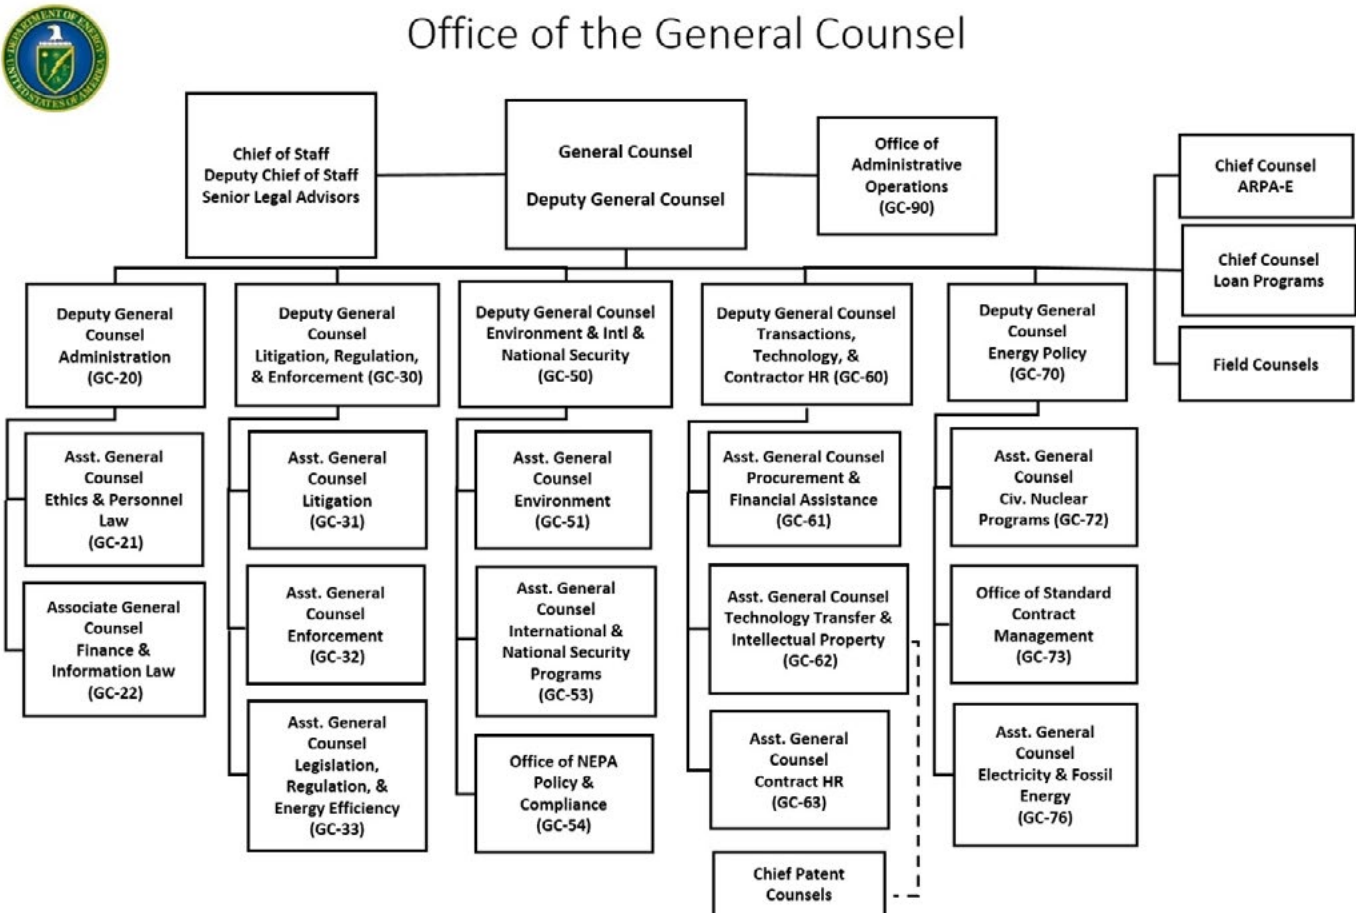 Office of the General Counsel
DEPARTMENT OF ENERGY
UNITED STATES OF AMERICA
Chief of Staff
Deputy Chief of Staff
Senior Legal Advisors
General Counsel
Deputy General Counsel
Office of
Administrative
Operations
(GC-90)
Chief Counsel
ARPA-E
Chief Counsel
Loan Programs
Field Counsels
Deputy General
Counsel
Administration
(GC-20)
Deputy General
Counsel
Litigation, Regulation,
& Enforcement (GC-30)
Deputy General Counsel
Environment & Intl &
National Security
(GC-50)
Deputy General Counsel
Transactions,
Technology, &
Contractor HR (GC-60)
Deputy General
Counsel
Energy Policy
(GC-70)
Asst. General
Counsel
Ethics & Personnel
Law
(GC-21)
Associate General
Counsel
Finance &
Information Law
(GC-22)
Asst. General
Counsel
Litigation
(GC-31)
Asst. General
Counsel
Enforcement
(GC-32)
Asst. General
Counsel
Legislation,
Regulation, &
Energy Efficiency
(GC-33)
Asst. General
Counsel
Environment
(GC-51)
Asst. General
Counsel
International &
National Security
Programs
(GC-53)
Office of NEPA
Policy &
Compliance
(GC-54)
Asst. General Counsel
Procurement &
Financial Assistance
(GC-61)
Asst. General Counsel
Technology Transfer &
Intellectual Property
(GC-62)
Asst. General
Counsel
Contract HR
(GC-63)
Chief Patent
Counsels
Asst. General
Counsel
Civ. Nuclear
Programs (GC-72)
Office of Standard
Contract
Management
(GC-73)
Asst. General
Counsel
Electricity & Fossil
Energy
(GC-76)